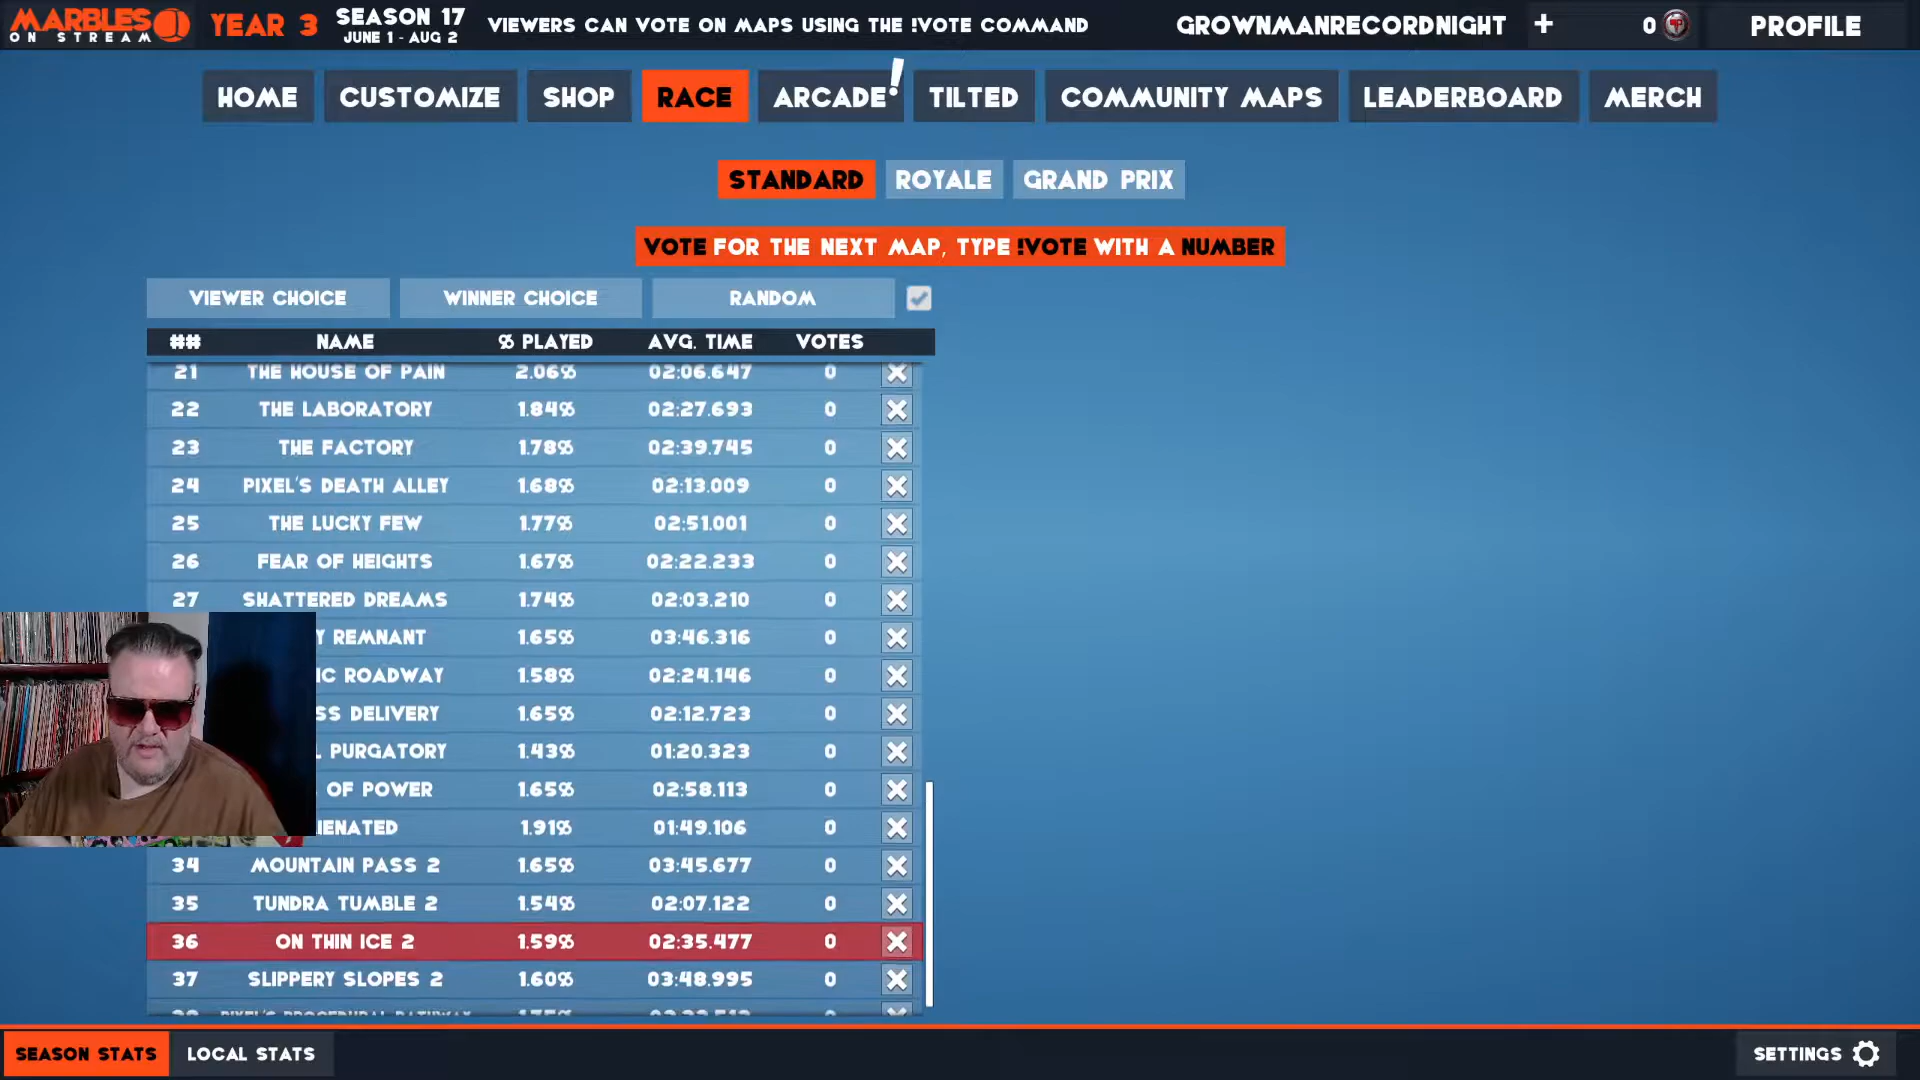 MARBLES ON STREAM
YEAR 3
SEASON 17
JUNE 1 - AUG 2
VIEWERS CAN VOTE ON MAPS USING THE !VOTE COMMAND
GROWNMANRECORDNIGHT + 0
PROFILE
HOME CUSTOMIZE SHOP RACE ARCADE ! TILTED COMMUNITY MAPS LEADERBOARD MERCH
STANDARD ROYALE GRAND PRIX
VOTE FOR THE NEXT MAP, TYPE !VOTE WITH A NUMBER
VIEWER CHOICE WINNER CHOICE RANDOM
## NAME % PLAYED AVG. TIME VOTES
21 THE HOUSE OF PAIN 2.06% 02:06.647 0
22 THE LABORATORY 1.84% 02:27.693 0
23 THE FACTORY 1.78% 02:39.745 0
24 PIXEL'S DEATH ALLEY 1.68% 02:13.009 0
25 THE LUCKY FEW 1.77% 02:51.001 0
26 FEAR OF HEIGHTS 1.67% 02:22.233 0
27 SHATTERED DREAMS 1.74% 02:03.210 0
Y REMNANT 1.65% 03:46.316 0
IC ROADWAY 1.58% 02:24.146 0
SS DELIVERY 1.65% 02:12.723 0
L PURGATORY 1.43% 01:20.323 0
OF POWER 1.65% 02:58.113 0
IENATED 1.91% 01:49.106 0
34 MOUNTAIN PASS 2 1.65% 03:45.677 0
35 TUNDRA TUMBLE 2 1.54% 02:07.122 0
36 ON THIN ICE 2 1.59% 02:35.477 0
37 SLIPPERY SLOPES 2 1.60% 03:48.995 0
SEASON STATS LOCAL STATS SETTINGS